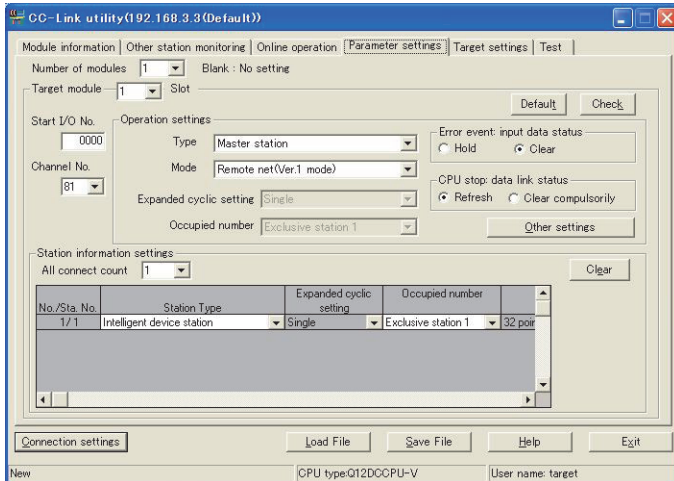 CC-Link utility(192.168.3.3(Default))
Module information Other station monitoring Online operation Parameter settings Target settings Test
Number of modules 1 Blank : No setting
Target module 1 Slot
Default Check
Start I/O No. Operation settings
0000 Type Master station
Error event: input data status
Hold Clear
Channel No. Mode Remote net(Ver.1 mode)
81
CPU stop: data link status
Expanded cyclic setting Single
Refresh Clear compulsorily
Occupied number Exclusive station 1
Other settings
Station information settings
All connect count 1 Clear
No./Sta. No. Station Type Expanded cyclic setting Occupied number
1/1 Intelligent device station Single Exclusive station 1 32 poin
Connection settings Load File Save File Help Exit
New CPU type:Q12DCCPU-V User name: target